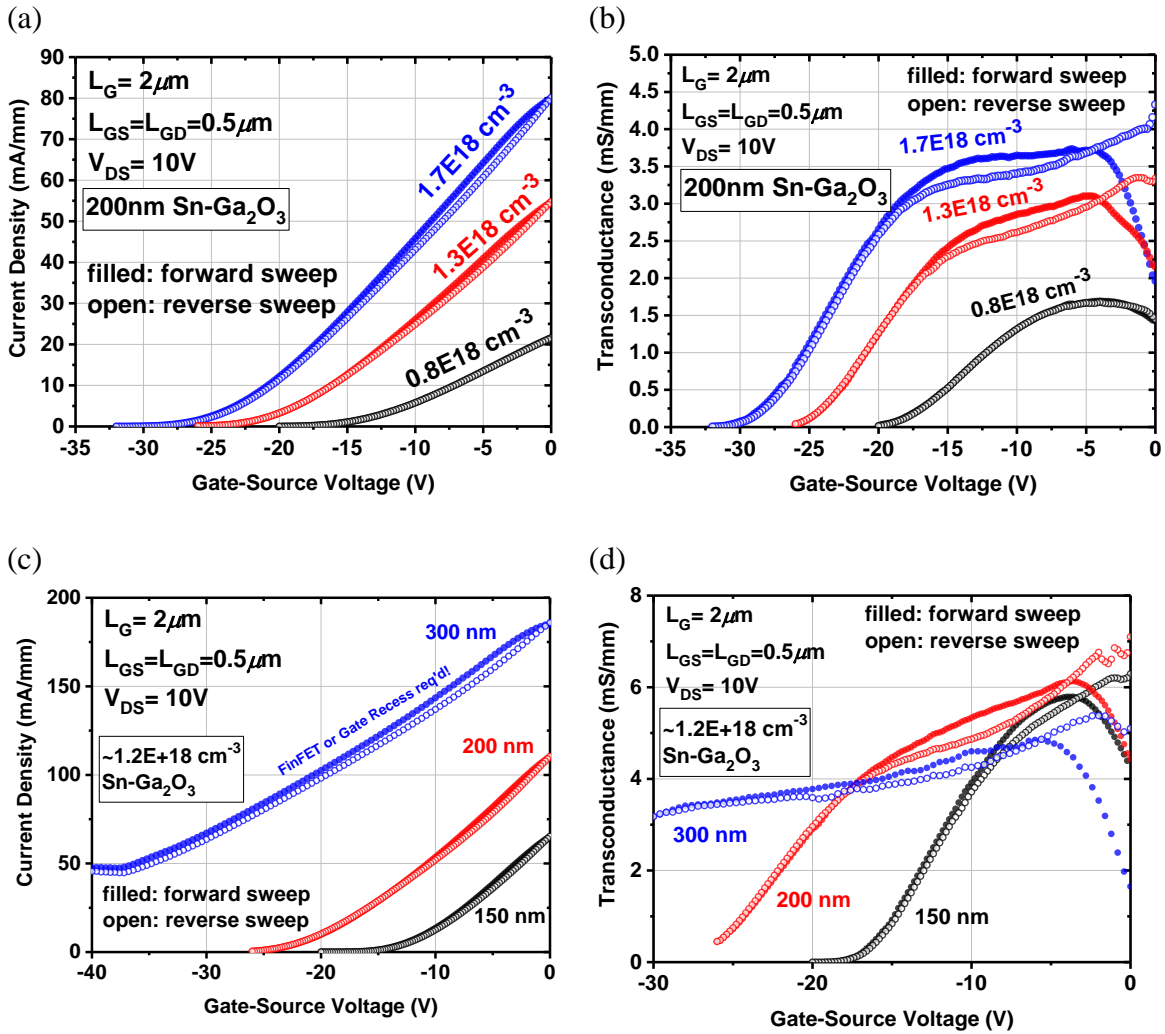 (a)
L_G= 2μm
L_GS=L_GD=0.5μm
V_DS= 10V
200nm Sn-Ga₂O₃
filled: forward sweep
open: reverse sweep
1.7E18 cm⁻³
1.3E18 cm⁻³
0.8E18 cm⁻³
Current Density (mA/mm)
90
80
70
60
50
40
30
20
10
0
-35 -30 -25 -20 -15 -10 -5 0
Gate-Source Voltage (V)
(b)
L_G= 2μm
L_GS=L_GD=0.5μm
V_DS= 10V
200nm Sn-Ga₂O₃
filled: forward sweep
open: reverse sweep
1.7E18 cm⁻³
1.3E18 cm⁻³
0.8E18 cm⁻³
Transconductance (mS/mm)
5.0
4.5
4.0
3.5
3.0
2.5
2.0
1.5
1.0
0.5
0.0
-35 -30 -25 -20 -15 -10 -5 0
Gate-Source Voltage (V)
(c)
L_G= 2μm
L_GS=L_GD=0.5μm
V_DS= 10V
~1.2E+18 cm⁻³
Sn-Ga₂O₃
300 nm
FinFET or Gate Recess req'd!
200 nm
150 nm
filled: forward sweep
open: reverse sweep
Current Density (mA/mm)
200
150
100
50
0
-40 -30 -20 -10 0
Gate-Source Voltage (V)
(d)
L_G= 2μm
L_GS=L_GD=0.5μm
V_DS= 10V
~1.2E+18 cm⁻³
Sn-Ga₂O₃
filled: forward sweep
open: reverse sweep
300 nm
200 nm
150 nm
Transconductance (mS/mm)
8
6
4
2
0
-30 -25 -20 -15 -10 -5 0
Gate-Source Voltage (V)